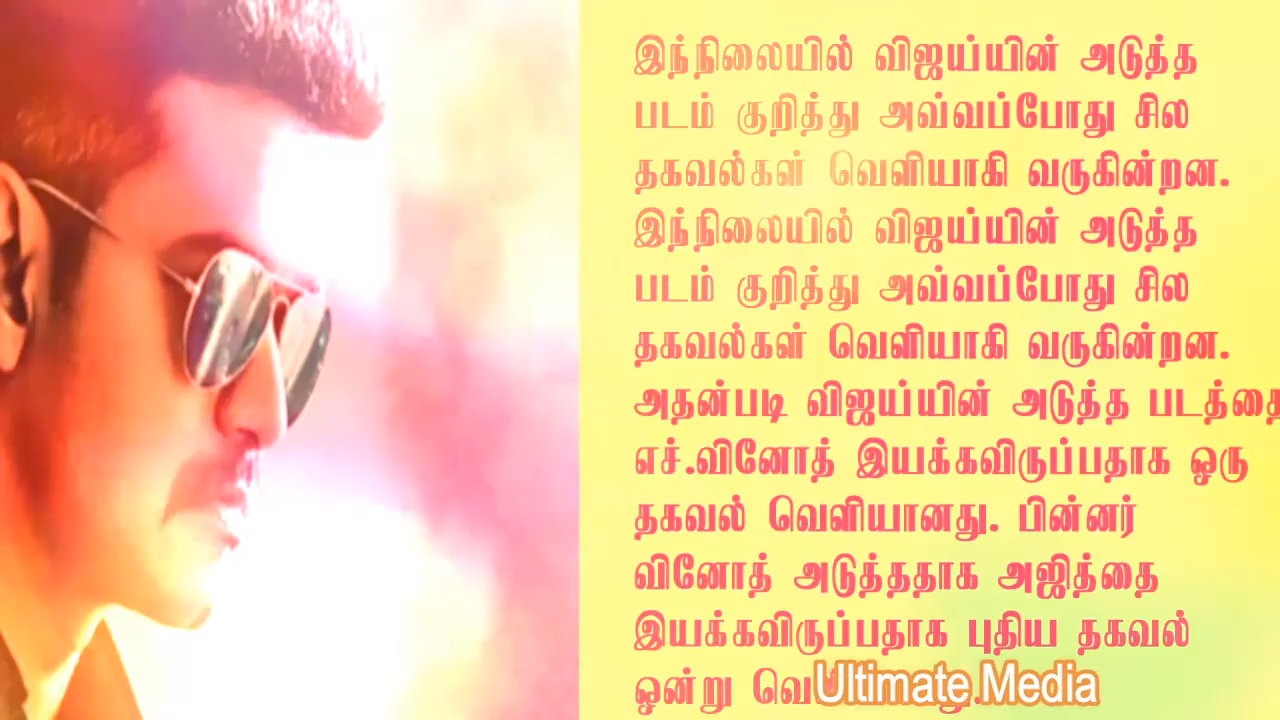 இந்நிலையில் விஜய்யின் அடுத்த
படம் குறித்து அவ்வப்போது சில
தகவல்கள் வெளியாகி வருகின்றன.
இந்நிலையில் விஜய்யின் அடுத்த
படம் குறித்து அவ்வப்போது சில
தகவல்கள் வெளியாகி வருகின்றன.
அதன்படி விஜய்யின் அடுத்த படத்தை
எச்.வினோத் இயக்கவிருப்பதாக ஒரு
தகவல் வெளியானது. பின்னர்
வினோத் அடுத்ததாக அஜித்தை
இயக்கவிருப்பதாக புதிய தகவல்
ஒன்று
Ultimate Media